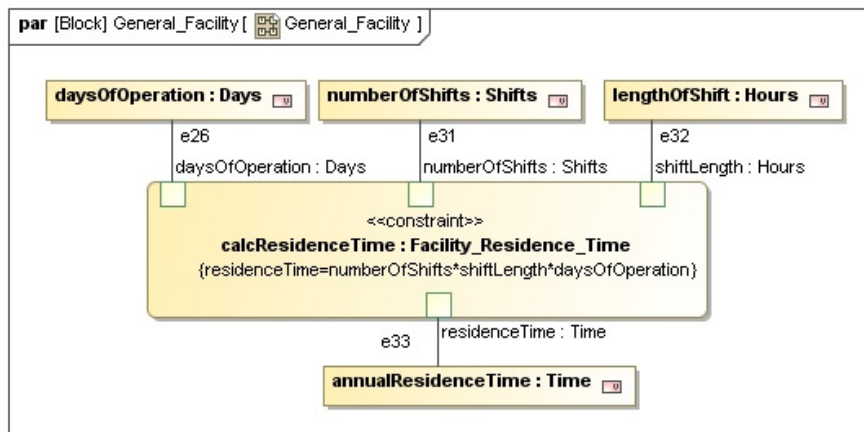 par [Block] General_Facility [ General_Facility ]
daysOfOperation : Days numberOfShifts : Shifts lengthOfShift : Hours
e26 e31 e32
daysOfOperation : Days numberOfShifts : Shifts shiftLength : Hours
<<constraint>>
calcResidenceTime : Facility_Residence_Time
{residenceTime=numberOfShifts*shiftLength*daysOfOperation}
residenceTime : Time
e33
annualResidenceTime : Time